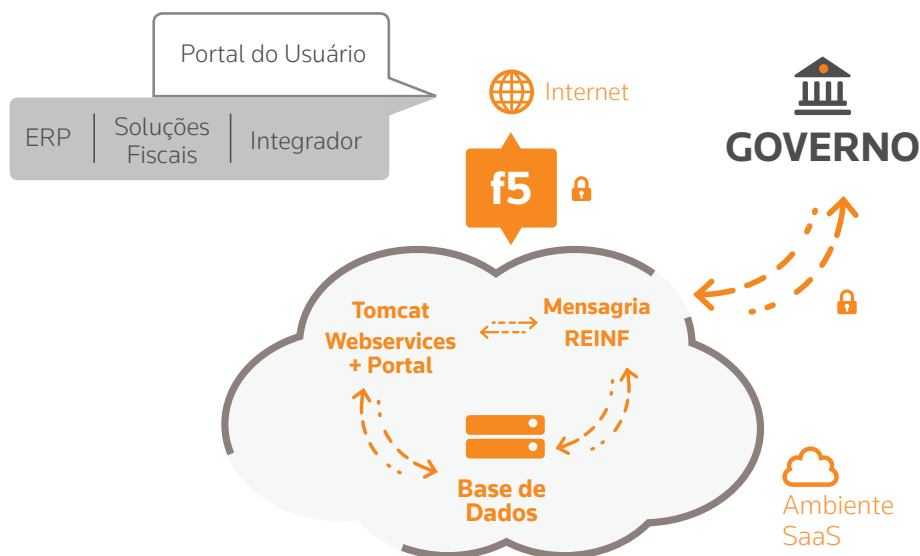 Portal do Usuário
ERP
Soluções
Fiscais
Integrador
Internet
GOVERNO
f5
Tomcat
Webservices
+ Portal
Mensagria
REINF
Base de
Dados
Ambiente
SaaS